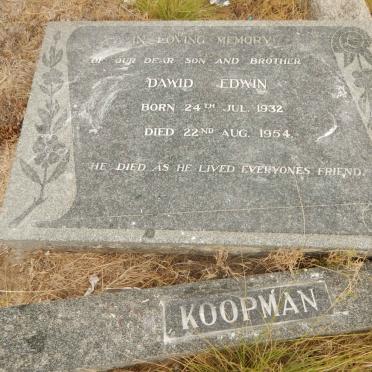 IN LOVING MEMORY
OF OUR DEAR SON AND BROTHER
DAWID EDWIN
BORN 24TH JUL. 1932
DIED 22ND AUG. 1954.
HE DIED AS HE LIVED EVERYONES FRIEND.
KOOPMAN